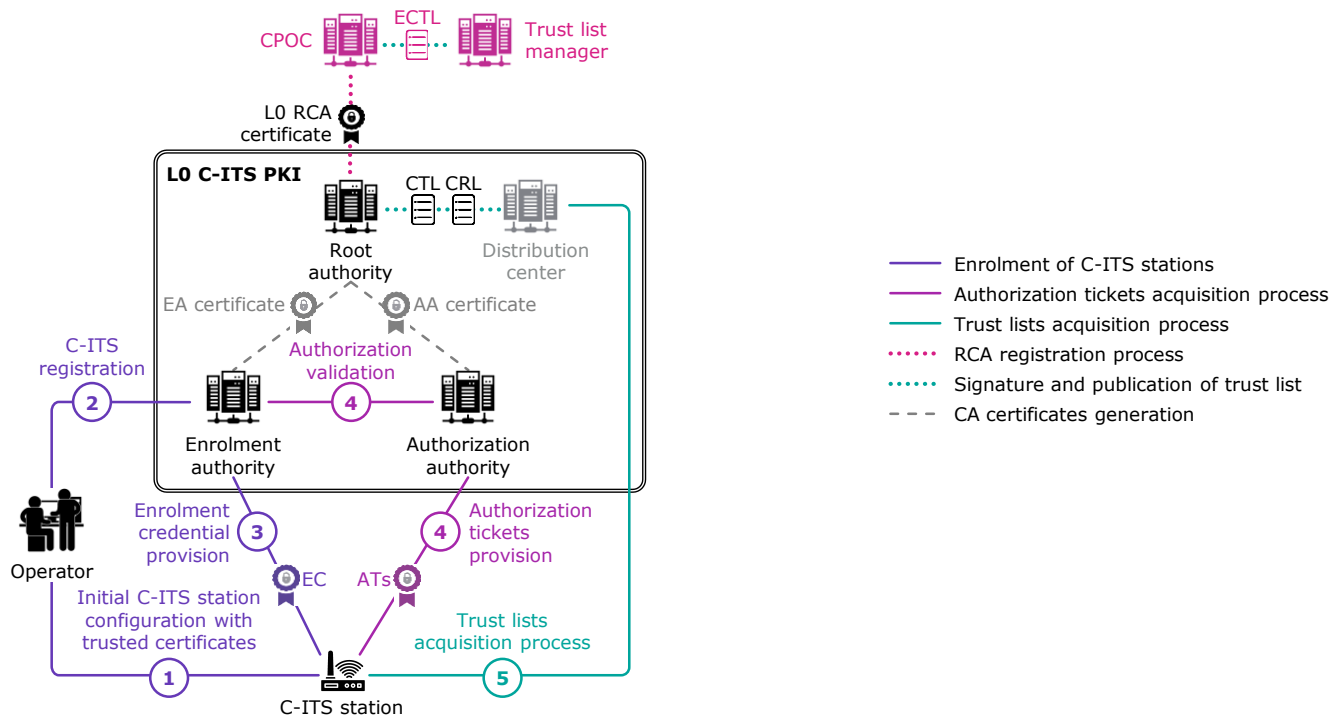 ECTL
CPOC
Trust list
manager
L0 RCA
certificate
L0 C-ITS PKI
CTL CRL
Root
authority
Distribution
center
EA certificate
AA certificate
C-ITS
registration
2
Authorization
validation
4
Enrolment
authority
Authorization
authority
Operator
Enrolment
credential
provision
3
4
Authorization
tickets
provision
EC
ATs
Initial C-ITS station
configuration with
trusted certificates
1
Trust lists
acquisition process
5
C-ITS station
Enrolment of C-ITS stations
Authorization tickets acquisition process
Trust lists acquisition process
RCA registration process
Signature and publication of trust list
CA certificates generation